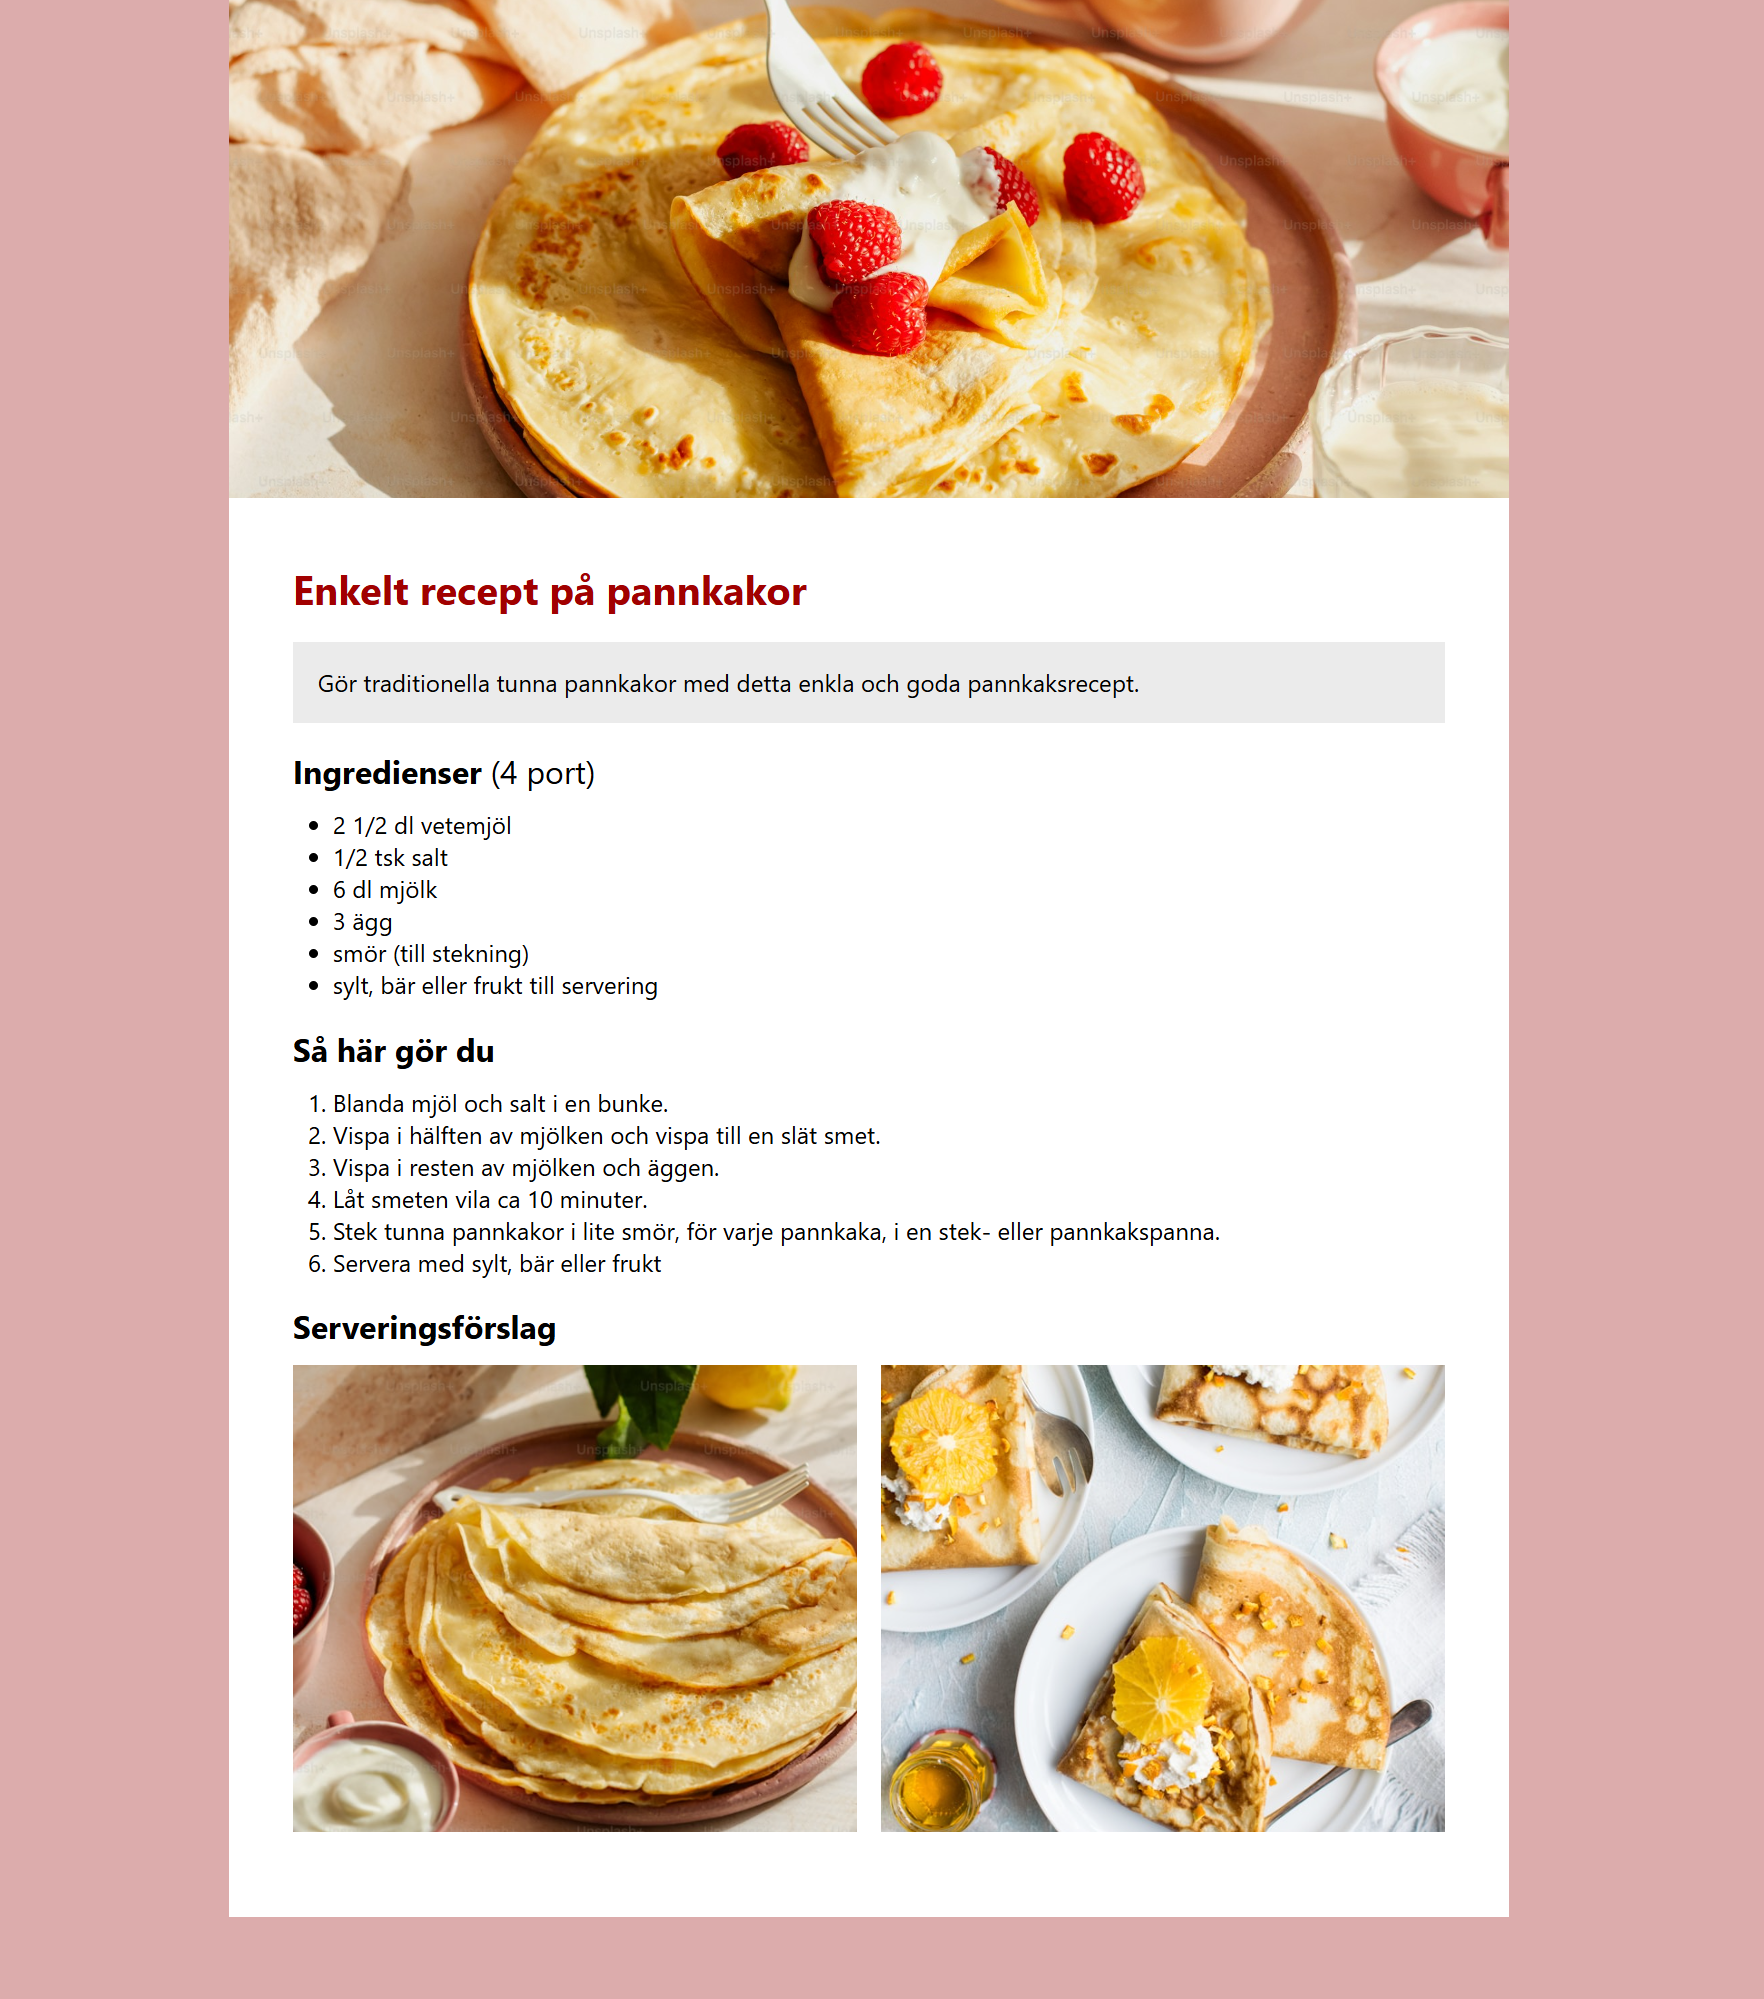 Enkelt recept på pannkakor
Gör traditionella tunna pannkakor med detta enkla och goda pannkaksrecept.
Ingredienser (4 port)
• 2 1/2 dl vetemjöl
• 1/2 tsk salt
• 6 dl mjölk
• 3 ägg
• smör (till stekning)
• sylt, bär eller frukt till servering
Så här gör du
1. Blanda mjöl och salt i en bunke.
2. Vispa i hälften av mjölken och vispa till en slät smet.
3. Vispa i resten av mjölken och äggen.
4. Låt smeten vila ca 10 minuter.
5. Stek tunna pannkakor i lite smör, för varje pannkaka, i en stek- eller pannkakspanna.
6. Servera med sylt, bär eller frukt
Serveringsförslag